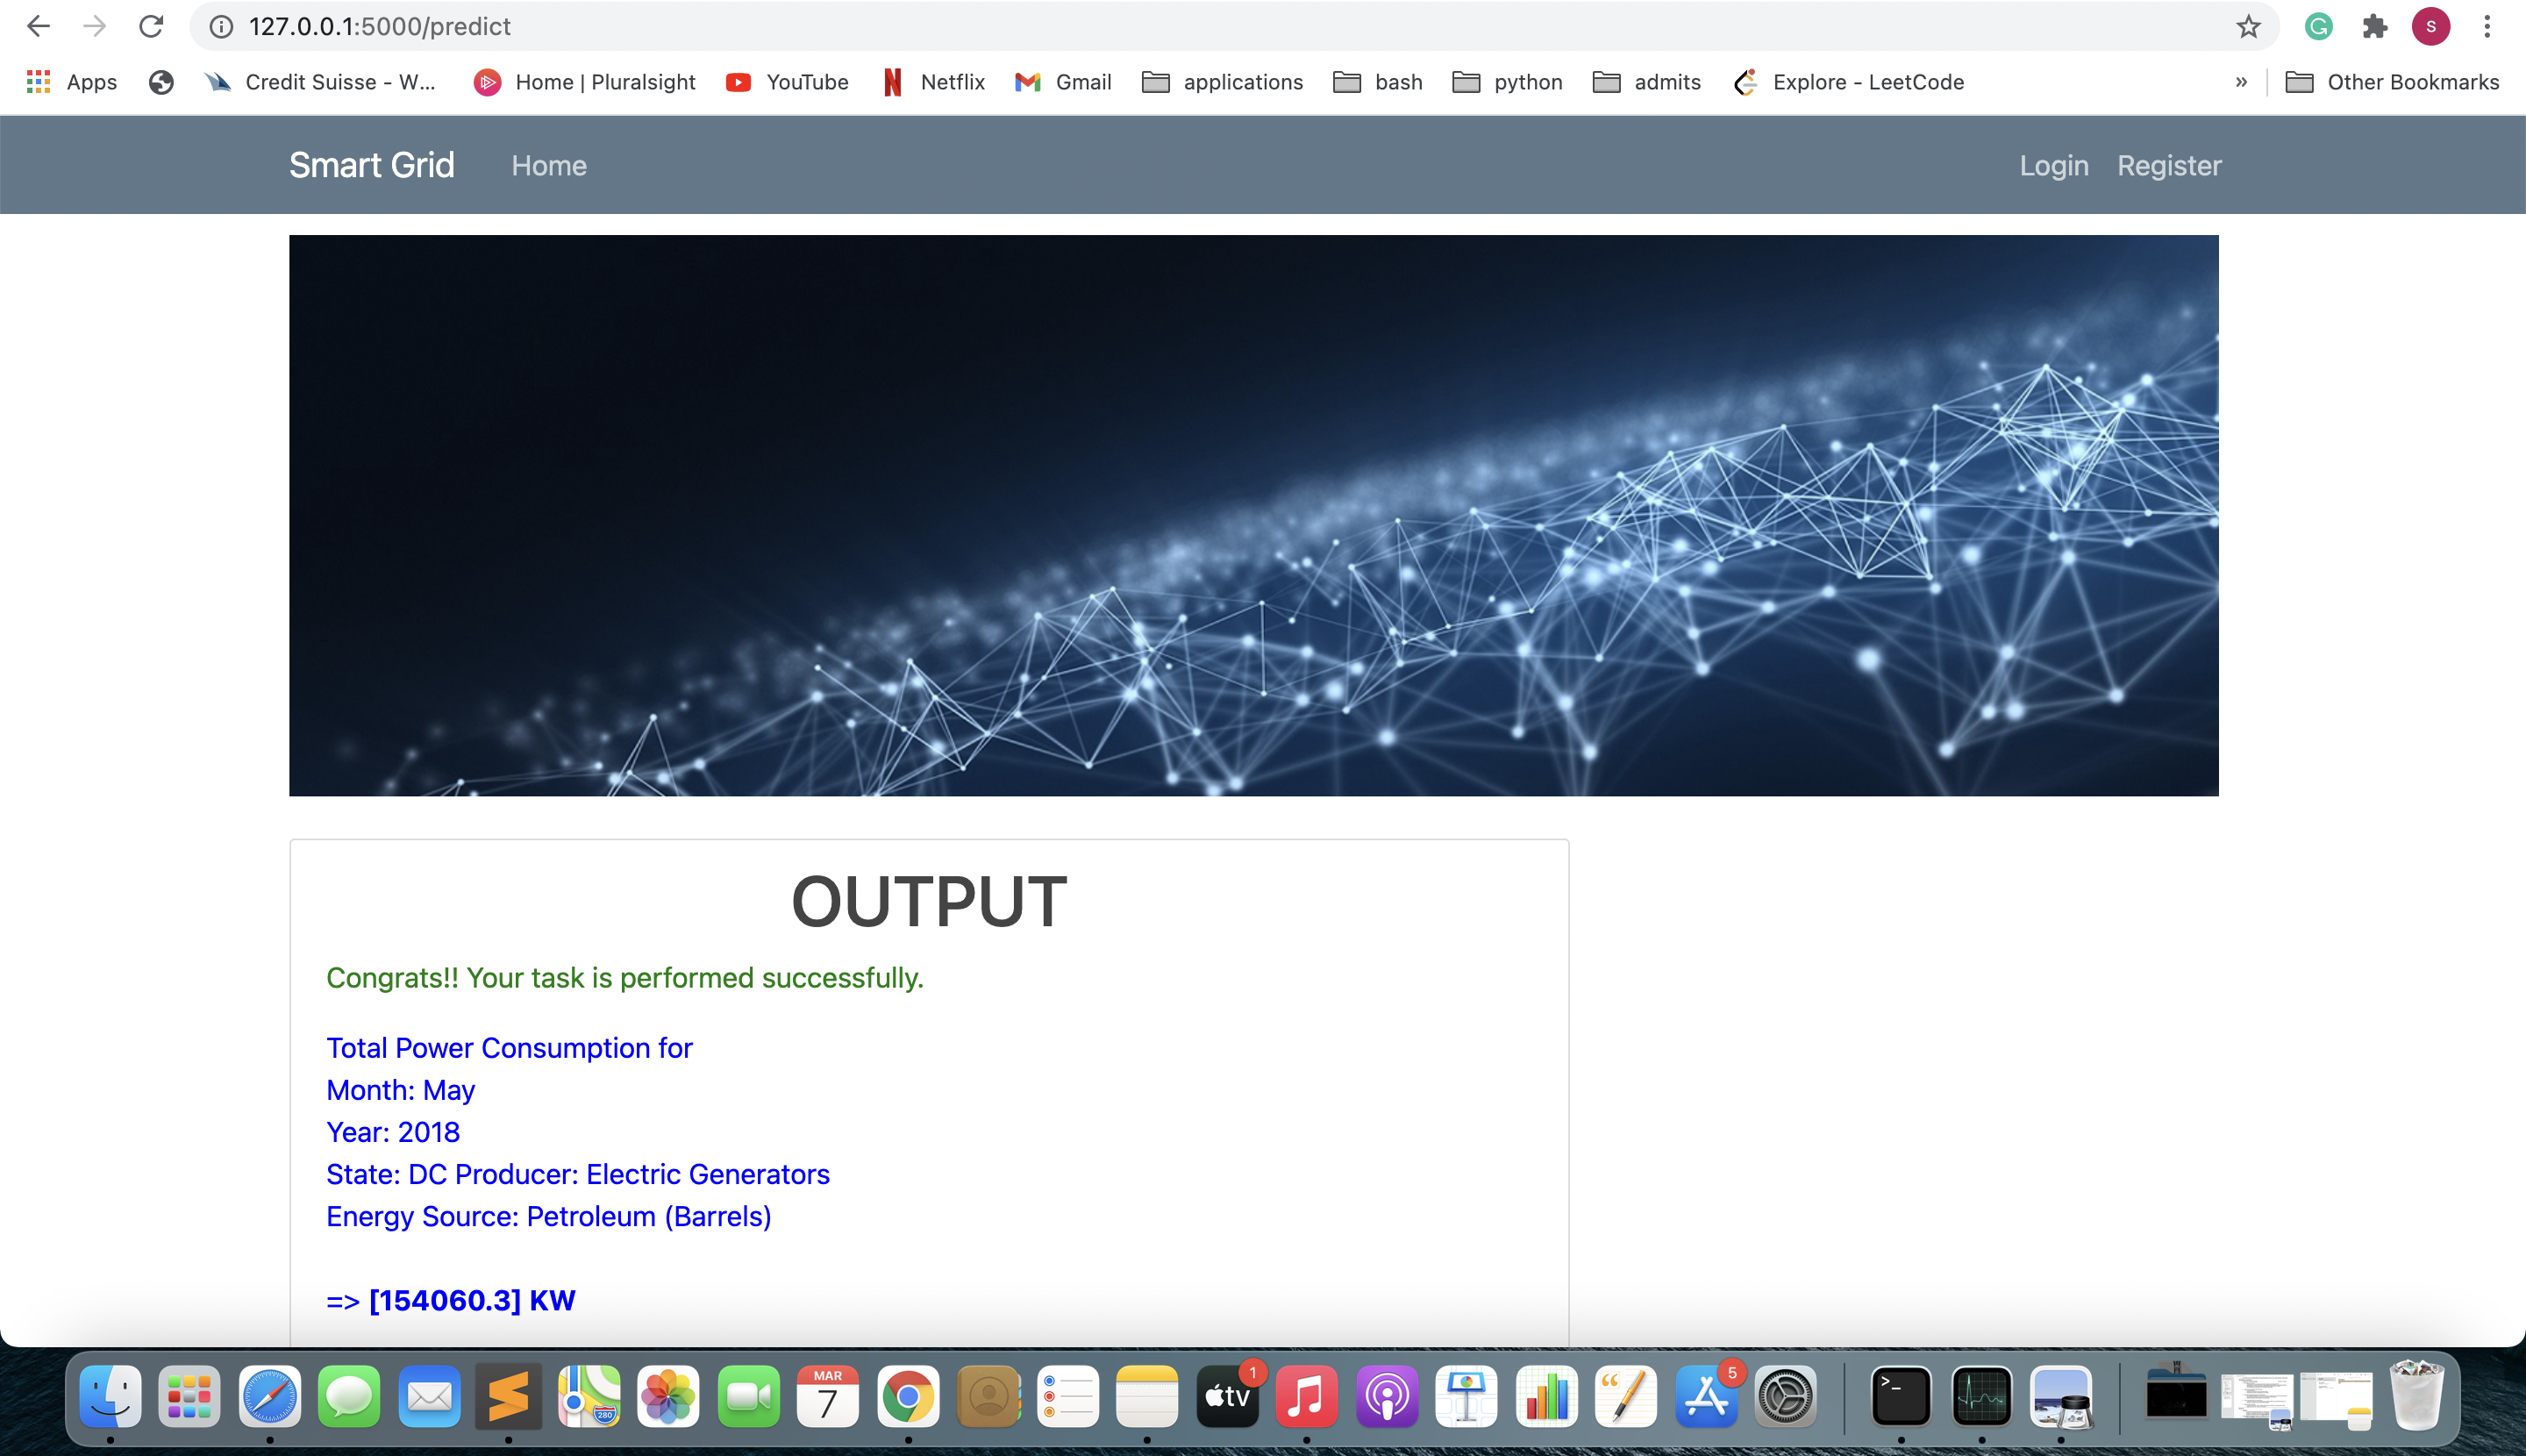 127.0.0.1:5000/predict
S
Apps
Credit Suisse - W...
Home | Pluralsight
YouTube
Netflix
Gmail
applications
bash
python
admits
Explore - LeetCode
»
Other Bookmarks
Smart Grid
Home
Login
Register
OUTPUT
Congrats!! Your task is performed successfully.
Total Power Consumption for
Month: May
Year: 2018
State: DC Producer: Electric Generators
Energy Source: Petroleum (Barrels)
=> [154060.3] KW
280
MAR
7
tv
1
5
>_